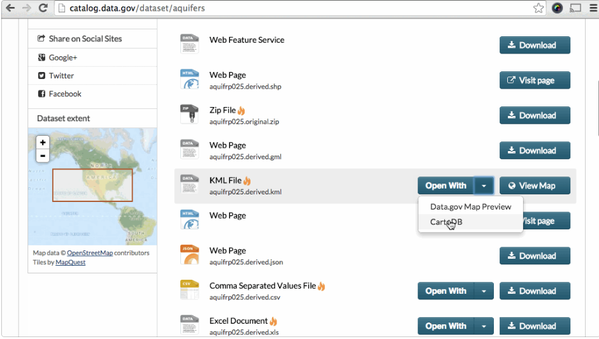 catalog.data.gov/dataset/aquifers
Share on Social Sites
Google+
Twitter
Facebook
Dataset extent
+
-
Map data © OpenStreetMap contributors
Tiles by MapQuest
DATA
Web Feature Service
Download
HTML
Web Page
aquifrp025.derived.shp
Visit page
ZIP
Zip File
aquifrp025.original.zip
Download
DATA
Web Page
aquifrp025.derived.gml
Download
DATA
KML File
aquifrp025.derived.kml
Open With
View Map
Data.gov Map Preview
CartoDB
HTML
Web Page
Visit page
JSON
Web Page
aquifrp025.derived.json
Download
CSV
Comma Separated Values File
aquifrp025.derived.csv
Open With
Download
DATA
Excel Document
aquifrp025.derived.xls
Open With
Download